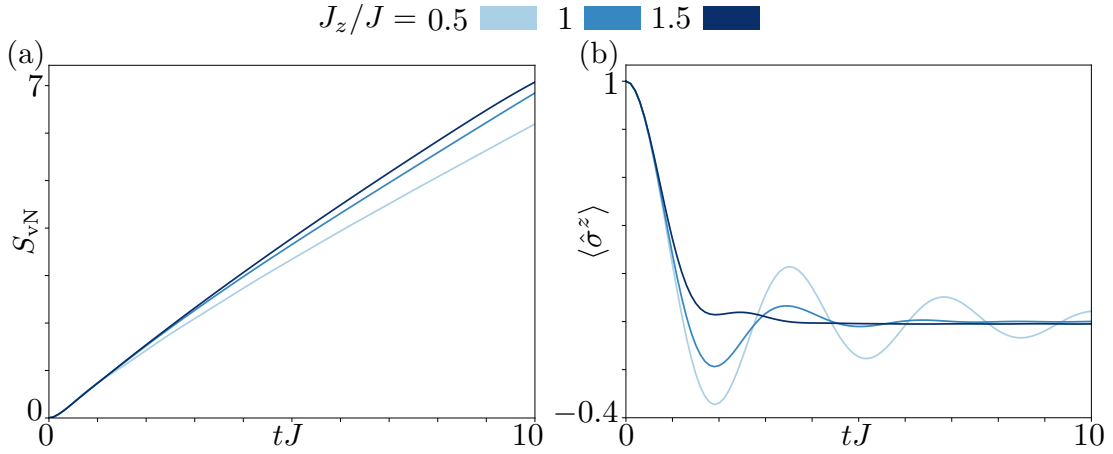 J_z/J = 0.5 1 1.5
(a)
7
S_vN
0
0 tJ 10
(b)
1
⟨σ̂^z⟩
−0.4
0 tJ 10